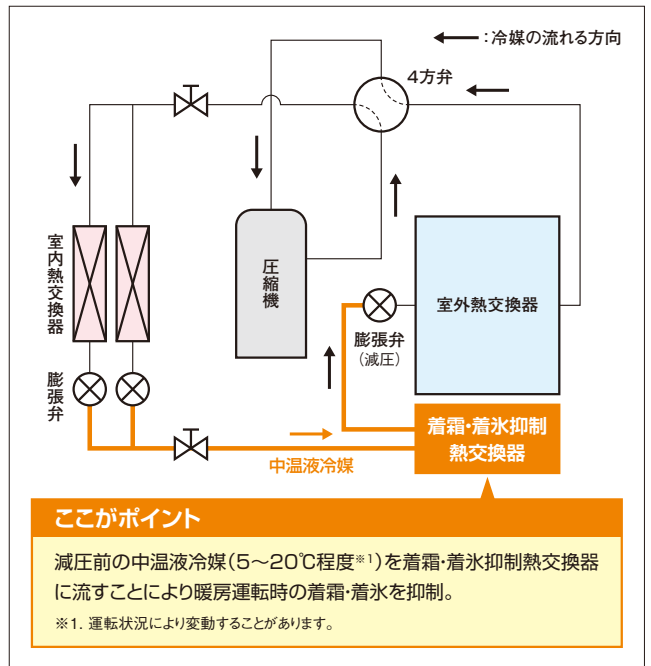 ：冷媒の流れる方向
4方弁
室内熱交換器
圧縮機
室外熱交換器
膨張弁
（減圧）
膨張弁
着霜・着氷抑制
熱交換器
中温液冷媒
ここがポイント
減圧前の中温液冷媒（5～20℃程度※1）を着霜・着氷抑制熱交換器
に流すことにより暖房運転時の着霜・着氷を抑制。
※1. 運転状況により変動することがあります。